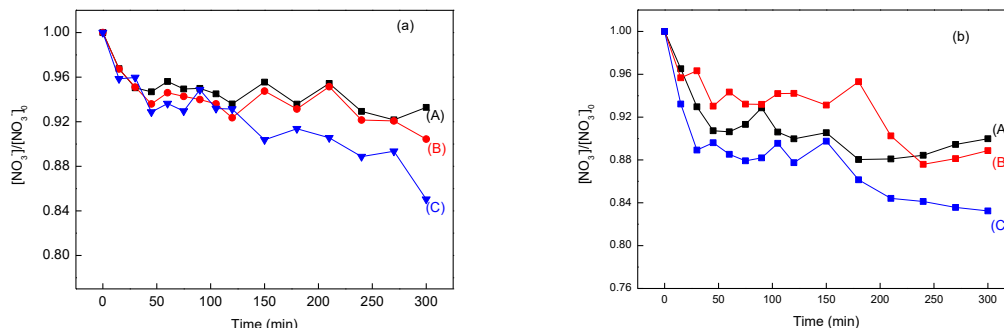 (a)
1.00
0.96
0.92
0.88
0.84
0.80
[NO₃⁻]/[NO₃⁻]₀
(A)
(B)
(C)
0 50 100 150 200 250 300
Time (min)
(b)
1.00
0.96
0.92
0.88
0.84
0.80
0.76
[NO₃⁻]/[NO₃⁻]₀
(A
(B
(C
0 50 100 150 200 250 300
Time (min)